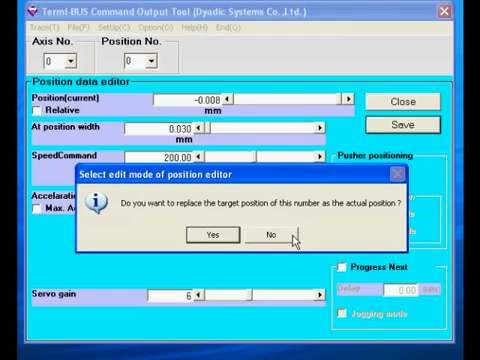 Termi-BUS Command Output Tool (Dyadic Systems Co.,Ltd.)
Trace(T) File(F) SetUp(C) Option(O) Help(H) End(Q)
Axis No. Position No.
0 0
Position data editor
Position(current) -0.008 Close
Relative mm
At position width 0.030 Save
mm
SpeedCommand 200.00 Pusher positioning
Select edit mode of position editor
Do you want to replace the target position of this number as the actual position ?
Accelaration
Max. A
Yes No
Progress Next
Delay 0.00 SEC
Servo gain 6
Jogging mode